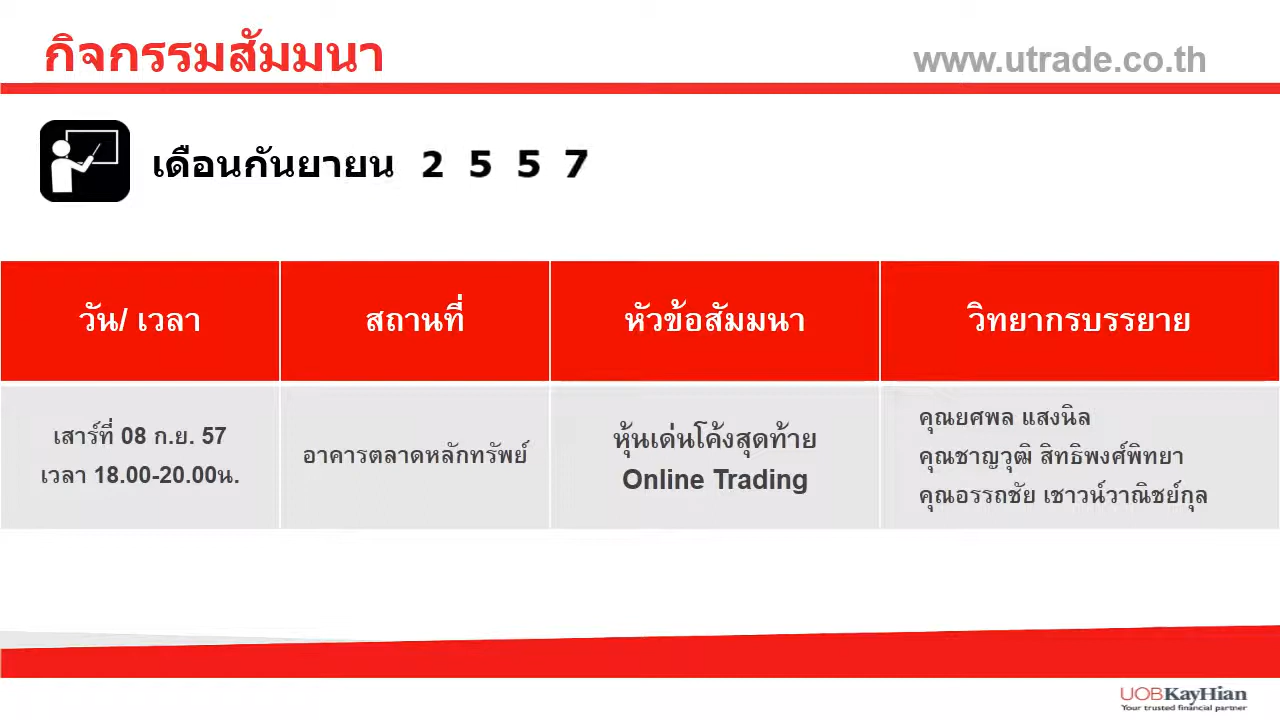 กิจกรรมสัมมนา
www.utrade.co.th
เดือนกันยายน 2 5 5 7
วัน/ เวลา
สถานที่
หัวข้อสัมมนา
วิทยากรบรรยาย
เสาร์ที่ 08 ก.ย. 57
เวลา 18.00-20.00น.
อาคารตลาดหลักทรัพย์
หุ้นเด่นโค้งสุดท้าย
Online Trading
คุณยศพล แสงนิล
คุณชาญวุฒิ สิทธิพงศ์พิทยา
คุณอรรถชัย เชาวน์วาณิชย์กุล
UOBKayHian
Your trusted financial partner